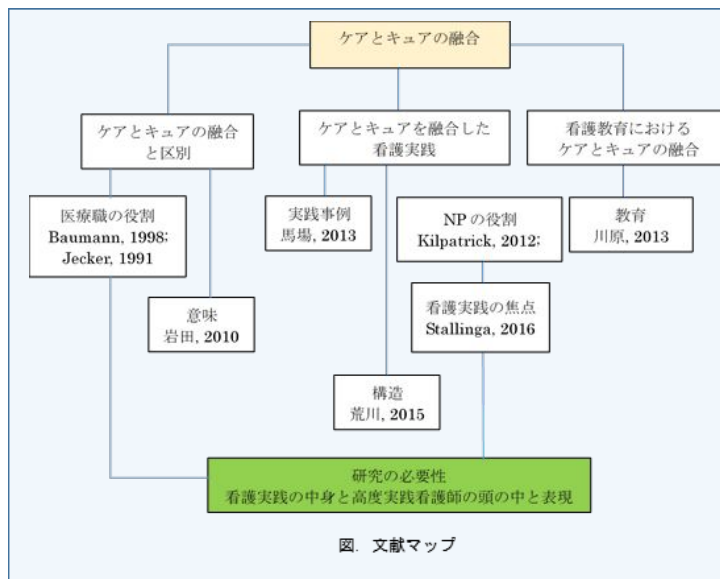 ケアとキュアの融合
ケアとキュアの融合
と区別
ケアとキュアを融合した
看護実践
看護教育における
ケアとキュアの融合
医療職の役割
Baumann, 1998;
Jecker, 1991
実践事例
馬場, 2013
NP の役割
Kilpatrick, 2012;
教育
川原, 2013
意味
岩田, 2010
看護実践の焦点
Stallinga, 2016
構造
荒川, 2015
研究の必要性
看護実践の中身と高度実践看護師の頭の中と表現
図. 文献マップ